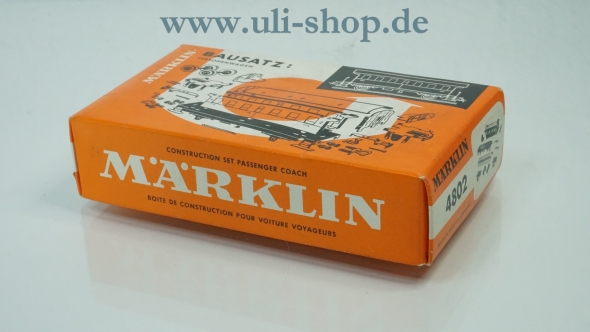 www.uli-shop.de
MÄRKLIN
BAUSATZ:
CONSTRUCTION SET PASSENGER COACH
MÄRKLIN
BOITE DE CONSTRUCTION POUR VOITURE VOYAGEURS
MÄRKLIN
4802